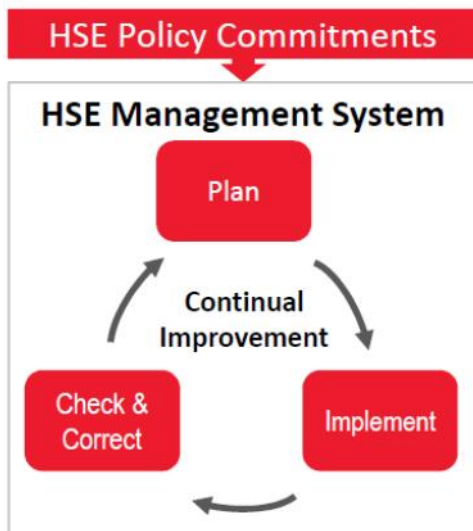 HSE Policy Commitments
HSE Management System
Plan
Continual
Improvement
Check &
Correct
Implement